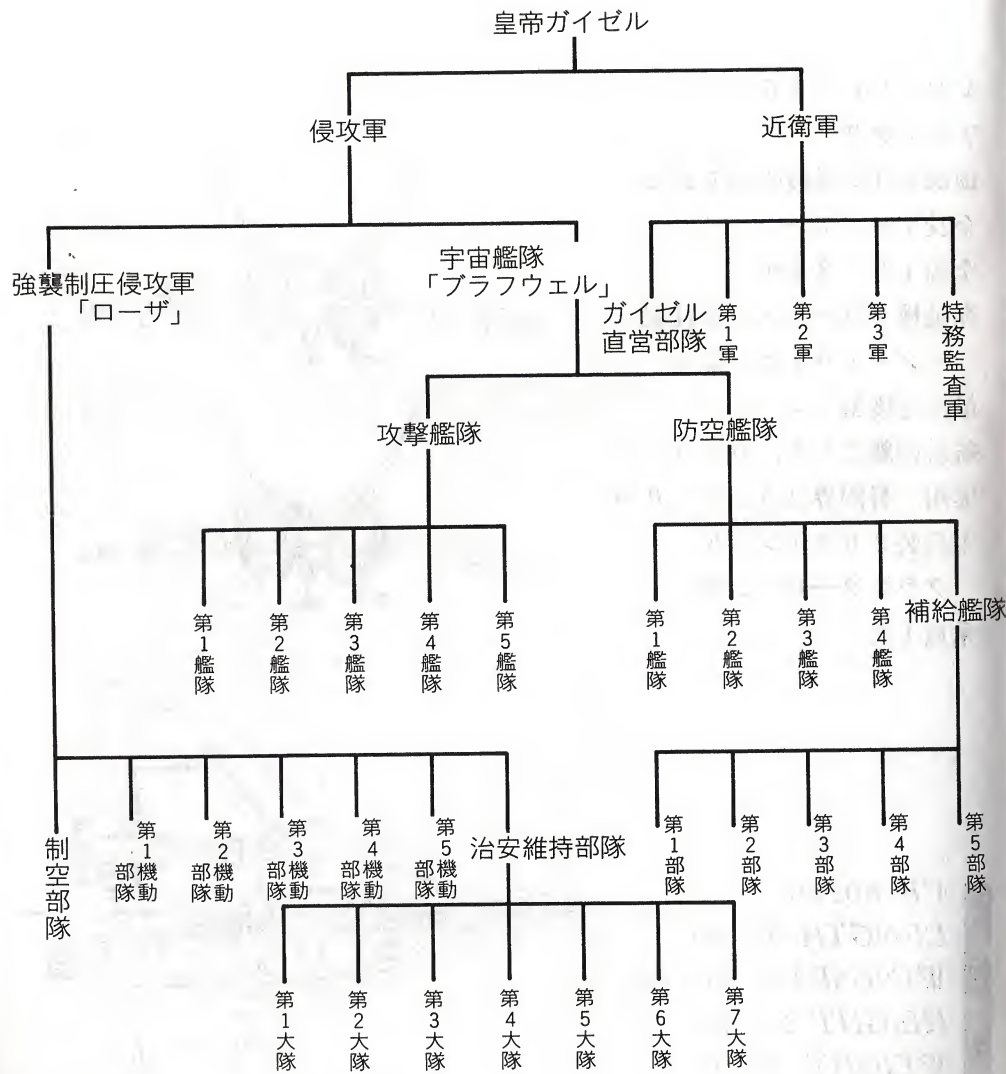 皇帝ガイゼル
侵攻軍
近衛軍
強襲制圧侵攻軍
「ローザ」
宇宙艦隊
「ブラフウェル」
ガイゼル
直営部隊
第1軍
第2軍
第3軍
特務監査軍
攻撃艦隊
防空艦隊
第1艦隊
第2艦隊
第3艦隊
第4艦隊
第5艦隊
第1艦隊
第2艦隊
第3艦隊
第4艦隊
補給艦隊
制空部隊
第1機動
部隊
第2機動
部隊
第3機動
部隊
第4機動
部隊
第5機動
部隊
治安維持部隊
第1部隊
第2部隊
第3部隊
第4部隊
第5部隊
第1大隊
第2大隊
第3大隊
第4大隊
第5大隊
第6大隊
第7大隊